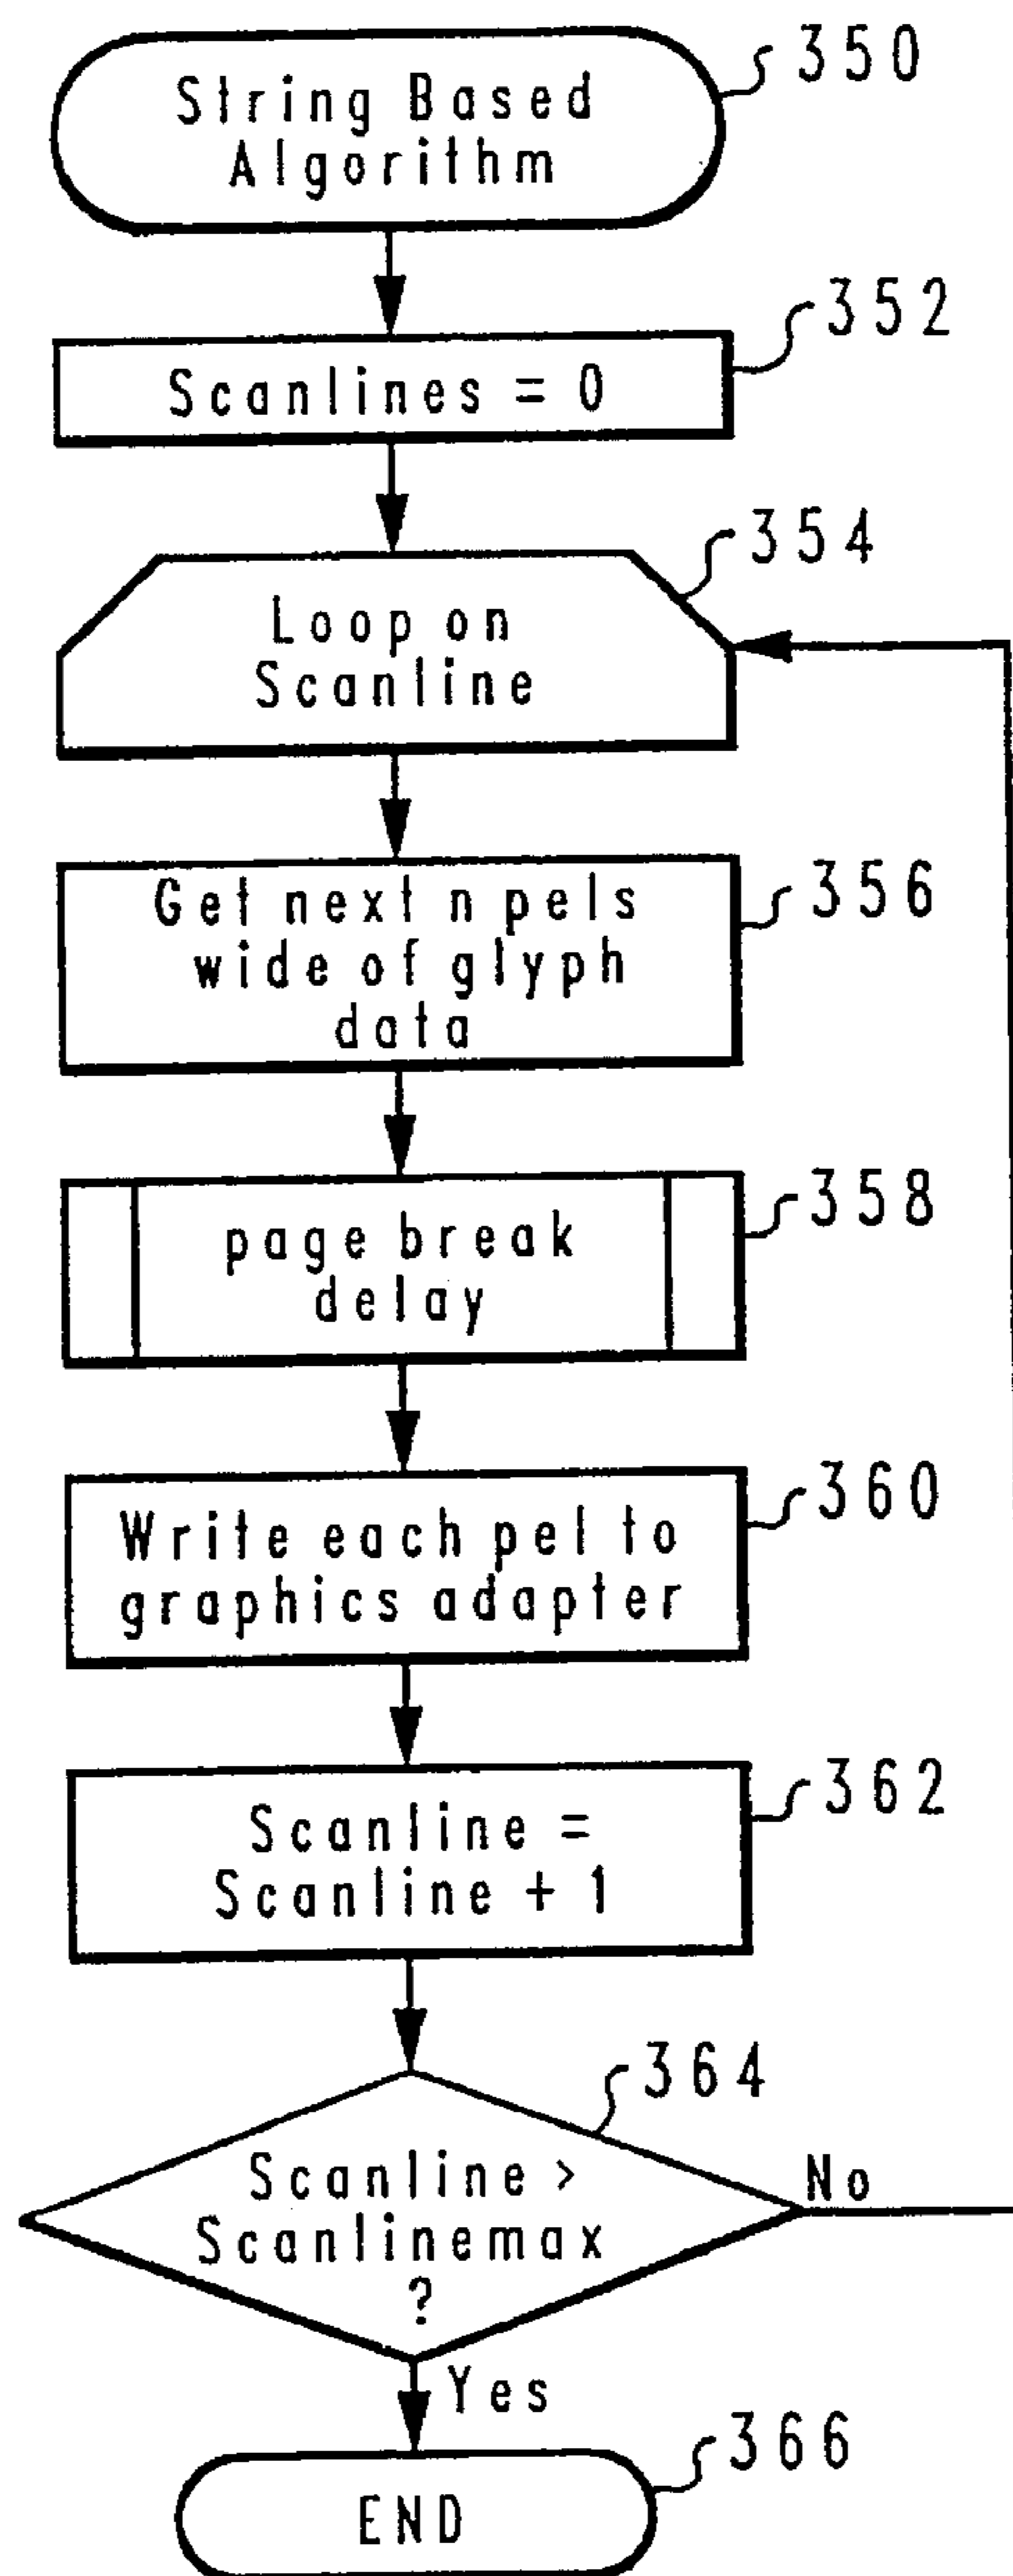 350
String Based
Algorithm
352
Scanlines = 0
354
Loop on
Scanline
356
Get next n pels
wide of glyph
data
358
page break
delay
360
Write each pel to
graphics adapter
362
Scanline =
Scanline + 1
364
Scanline >
Scanlinemax
?
No
Yes
366
END